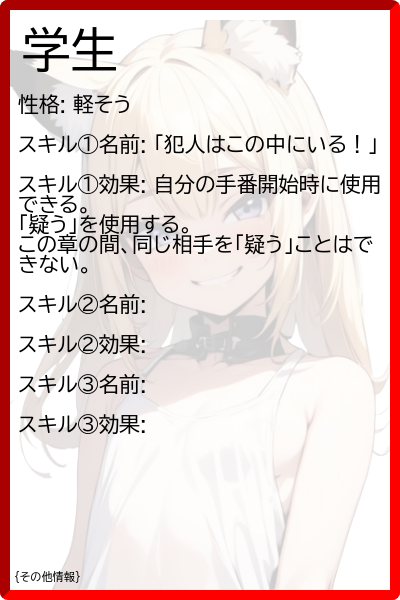 学生
性格: 軽そう
スキル①名前: 「犯人はこの中にいる！」
スキル①効果: 自分の手番開始時に使用
できる。
「疑う」を使用する。
この章の間、同じ相手を「疑う」ことはで
きない。
スキル②名前:
スキル②効果:
スキル③名前:
スキル③効果:
{その他情報}